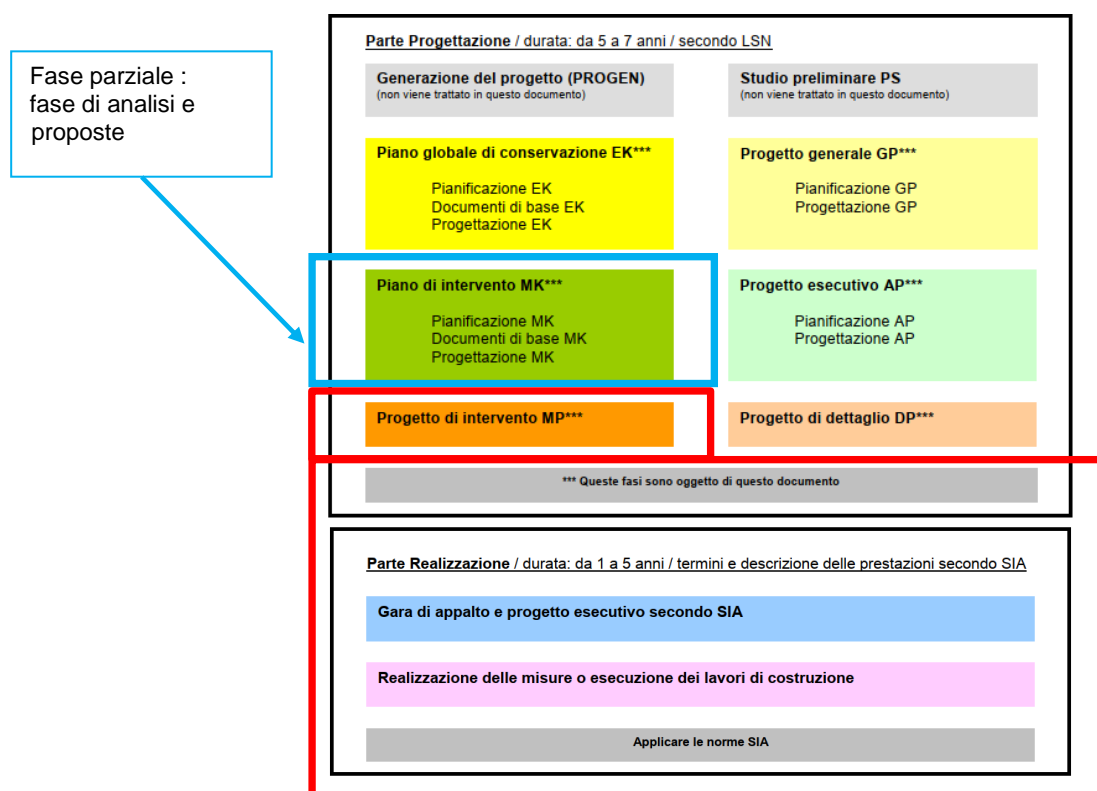 Fase parziale :
fase di analisi e
proposte
Parte Progettazione / durata: da 5 a 7 anni / secondo LSN
Generazione del progetto (PROGEN)
(non viene trattato in questo documento)
Studio preliminare PS
(non viene trattato in questo documento)
Piano globale di conservazione EK***
Pianificazione EK
Documenti di base EK
Progettazione EK
Progetto generale GP***
Pianificazione GP
Progettazione GP
Piano di intervento MK***
Pianificazione MK
Documenti di base MK
Progettazione MK
Progetto esecutivo AP***
Pianificazione AP
Progettazione AP
Progetto di intervento MP***
Progetto di dettaglio DP***
*** Queste fasi sono oggetto di questo documento
Parte Realizzazione / durata: da 1 a 5 anni / termini e descrizione delle prestazioni secondo SIA
Gara di appalto e progetto esecutivo secondo SIA
Realizzazione delle misure o esecuzione dei lavori di costruzione
Applicare le norme SIA